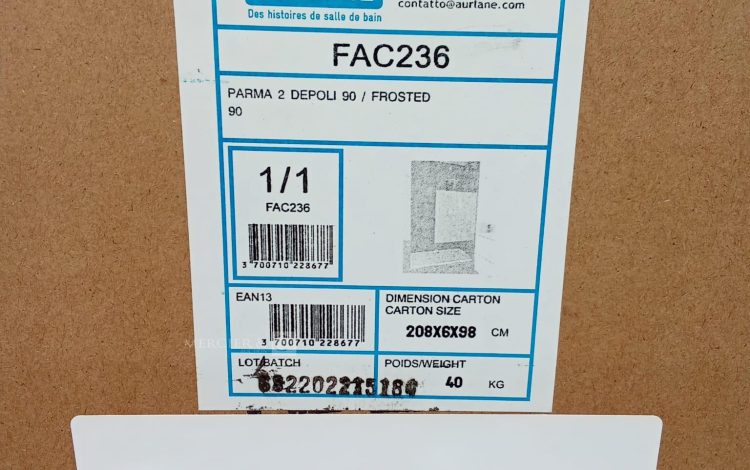 Des histoires de salle de bain
contatto@aurlane.com
FAC236
PARMA 2 DEPOLI 90 / FROSTED
90
1/1
FAC236
3 700710 228677
EAN13
3 700710 228677
DIMENSION CARTON
CARTON SIZE
208X6X98 CM
LOT/BATCH
POIDS/WEIGHT
40 KG